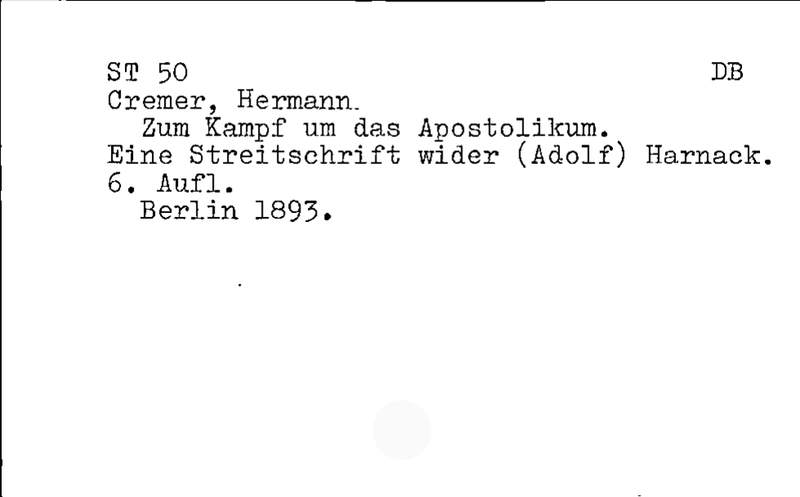 ST 50 DB
Cremer, Hermann.
Zum Kampf um das Apostolikum.
Eine Streitschrift wider (Adolf) Harnack.
6. Aufl.
Berlin 1893.